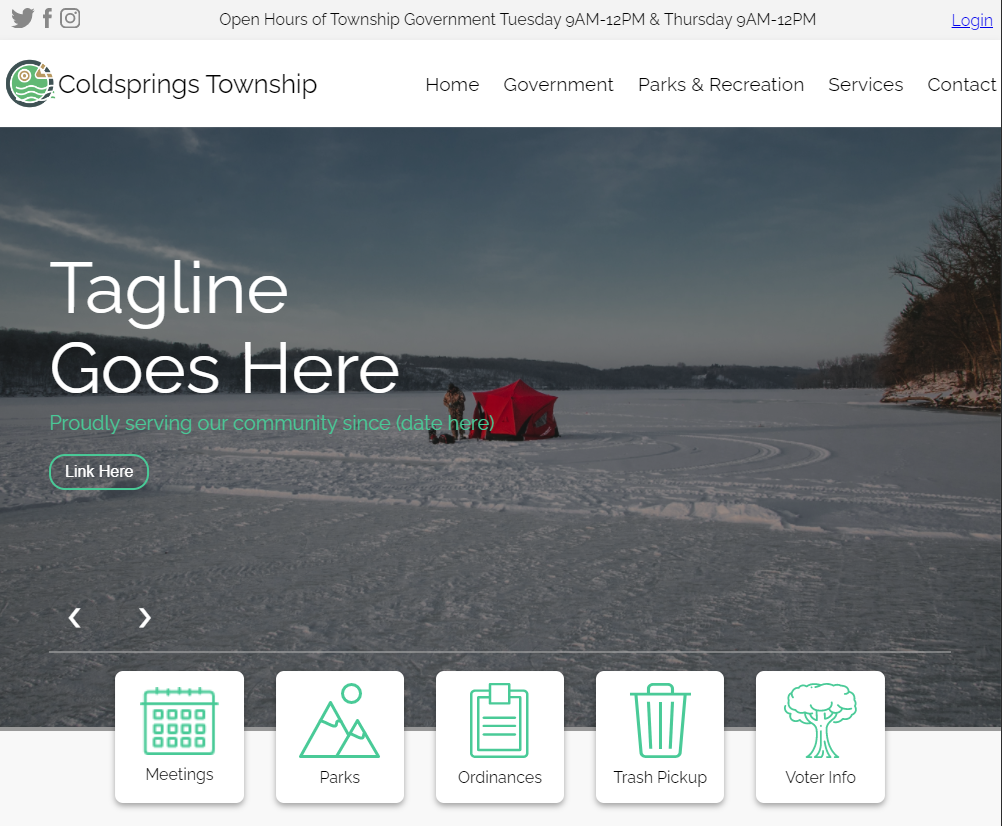 Open Hours of Township Government Tuesday 9AM-12PM & Thursday 9AM-12PM
Login
Coldsprings Township
Home Government Parks & Recreation Services Contact
Tagline
Goes Here
Proudly serving our community since (date here)
Link Here
Meetings Parks Ordinances Trash Pickup Voter Info